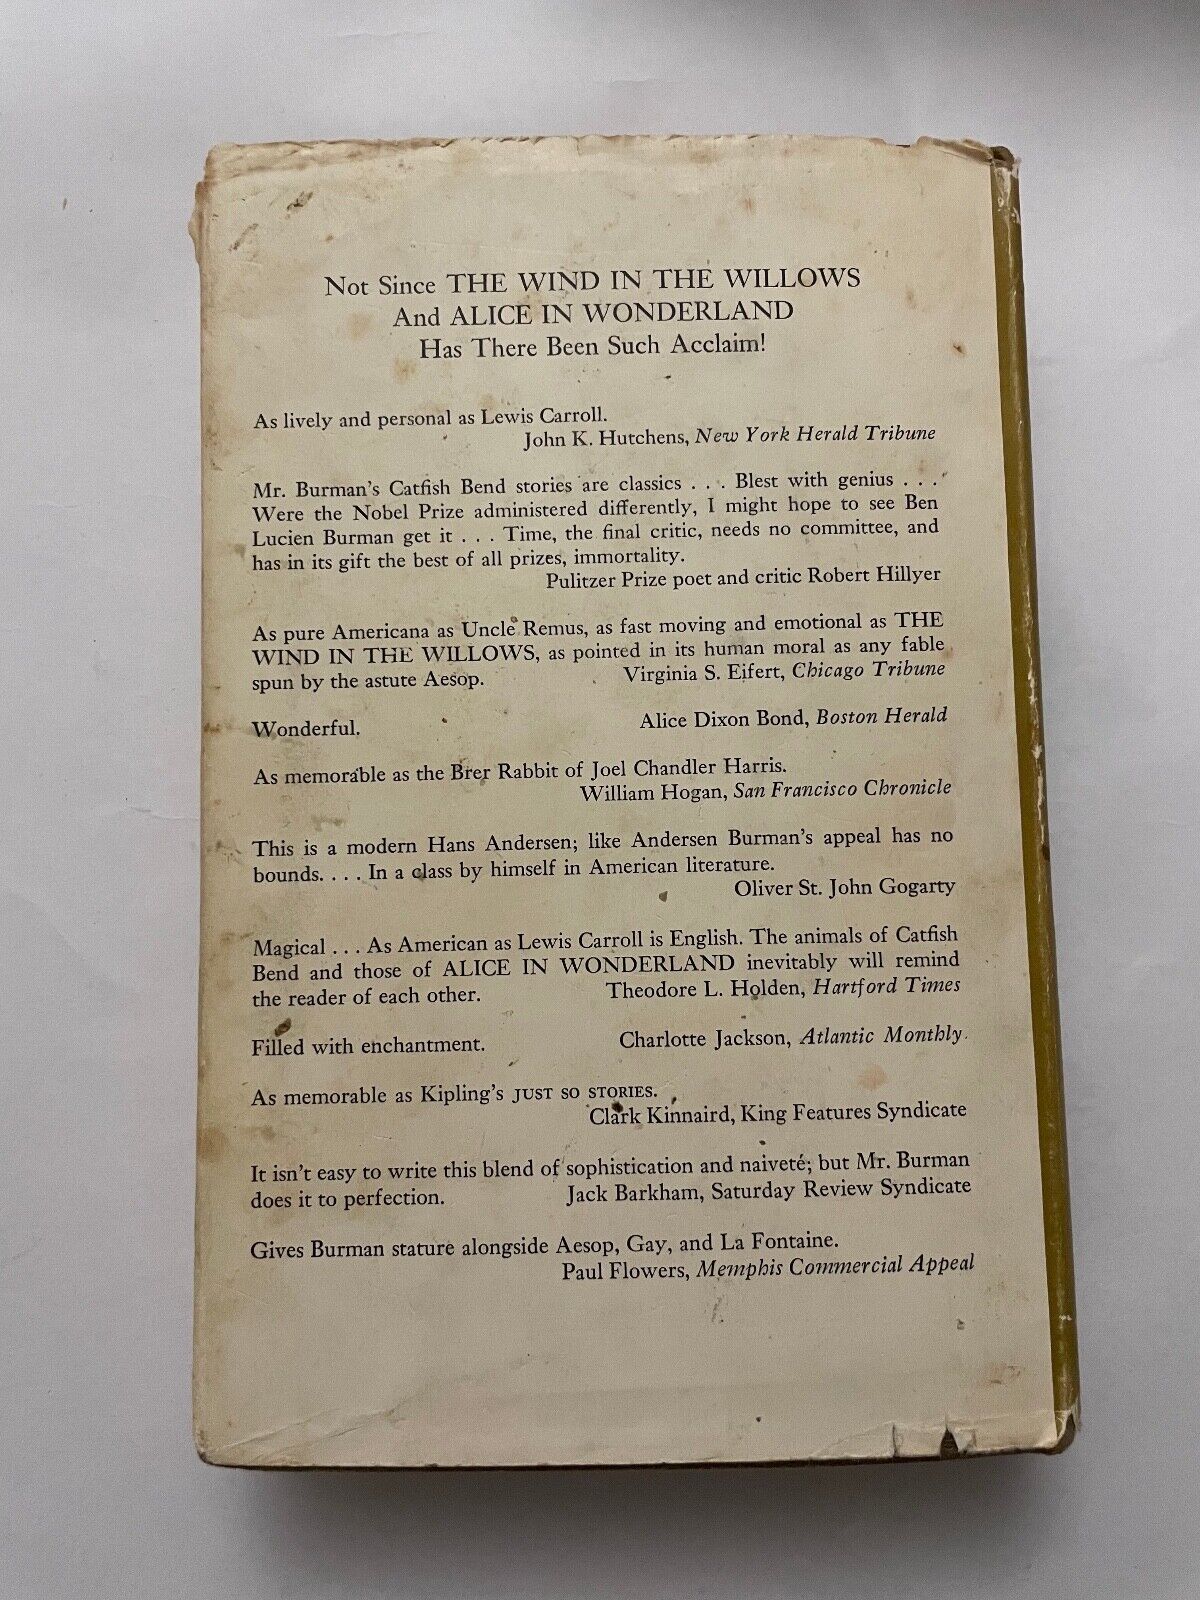 Not Since THE WIND IN THE WILLOWS
And ALICE IN WONDERLAND
Has There Been Such Acclaim!
As lively and personal as Lewis Carroll.
John K. Hutchens, New York Herald Tribune
Mr. Burman's Catfish Bend stories are classics . . . Blest with genius . . .
Were the Nobel Prize administered differently, I might hope to see Ben
Lucien Burman get it . . . Time, the final critic, needs no committee, and
has in its gift the best of all prizes, immortality.
Pulitzer Prize poet and critic Robert Hillyer
As pure Americana as Uncle Remus, as fast moving and emotional as THE
WIND IN THE WILLOWS, as pointed in its human moral as any fable
spun by the astute Aesop. Virginia S. Eifert, Chicago Tribune
Wonderful. Alice Dixon Bond, Boston Herald
As memorable as the Brer Rabbit of Joel Chandler Harris.
William Hogan, San Francisco Chronicle
This is a modern Hans Andersen; like Andersen Burman's appeal has no
bounds. . . . In a class by himself in American literature.
Oliver St. John Gogarty
Magical . . . As American as Lewis Carroll is English. The animals of Catfish
Bend and those of ALICE IN WONDERLAND inevitably will remind
the reader of each other. Theodore L. Holden, Hartford Times
Filled with enchantment. Charlotte Jackson, Atlantic Monthly
As memorable as Kipling's JUST SO STORIES.
Clark Kinnaird, King Features Syndicate
It isn't easy to write this blend of sophistication and naiveté; but Mr. Burman
does it to perfection. Jack Barkham, Saturday Review Syndicate
Gives Burman stature alongside Aesop, Gay, and La Fontaine.
Paul Flowers, Memphis Commercial Appeal